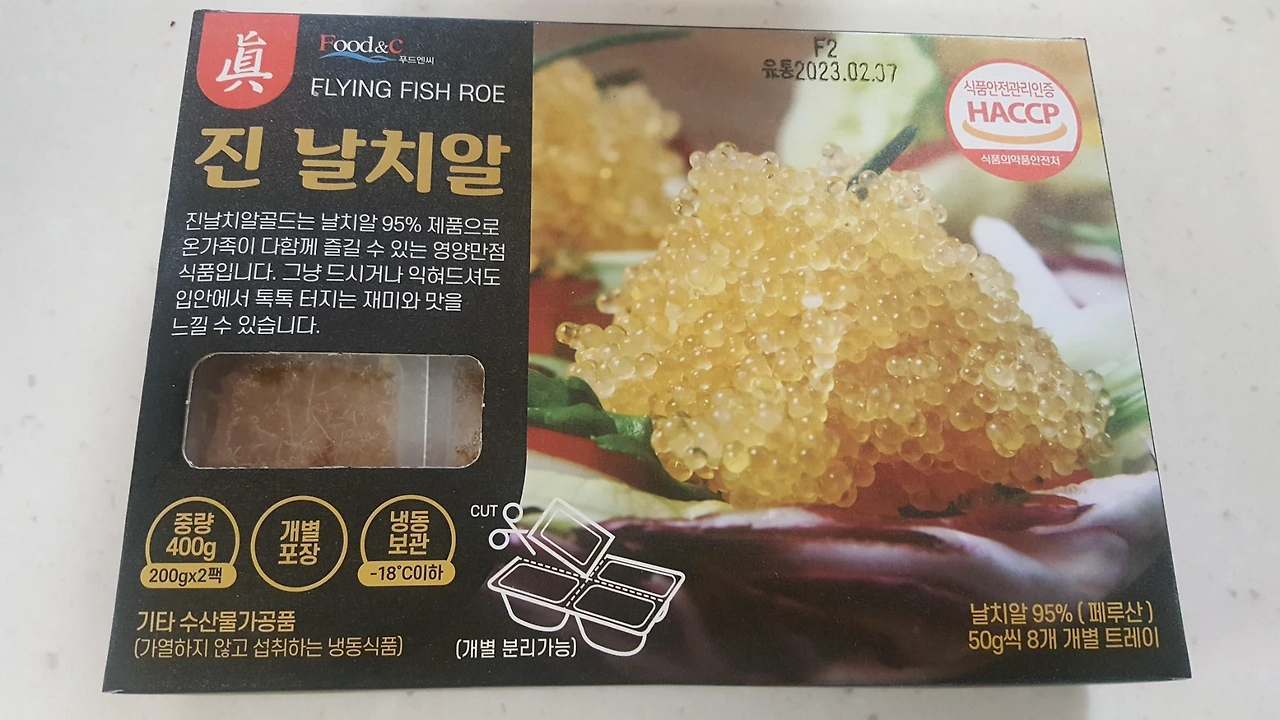 眞
Food&C
푸드엔씨
FLYING FISH ROE
진 날치알
진날치알골드는 날치알 95% 제품으로
온가족이 다함께 즐길 수 있는 영양만점
식품입니다. 그냥 드시거나 익혀드셔도
입안에서 톡톡 터지는 재미와 맛을
느낄 수 있습니다.
F2
유통2023.02.07
식품안전관리인증
HACCP
식품의약품안전처
중량
400g
200gx2팩
개별
포장
냉동
보관
-18°C이하
CUT
기타 수산물가공품
(가열하지 않고 섭취하는 냉동식품)
(개별 분리가능)
날치알 95% ( 페루산 )
50g씩 8개 개별 트레이